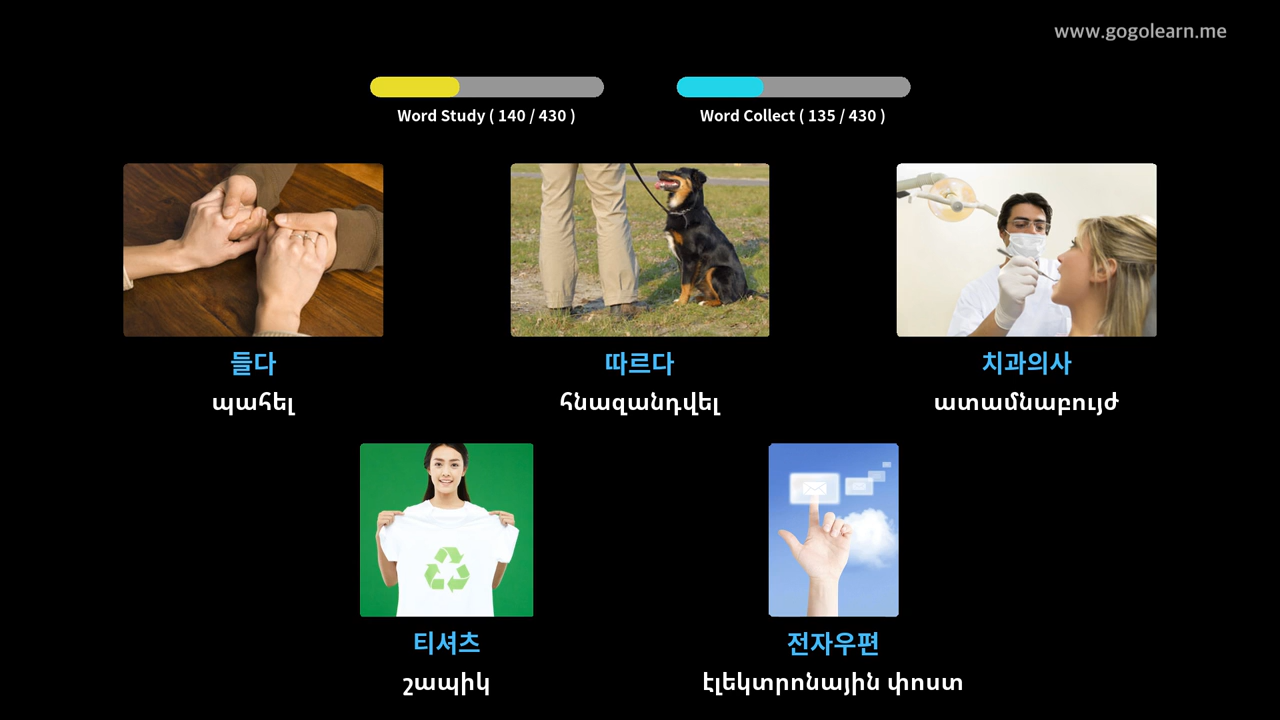 www.gogolearn.me
Word Study ( 140 / 430 )
Word Collect ( 135 / 430 )
들다
պահել
따르다
հնազանդվել
치과의사
ատամնաբույժ
티셔츠
շապիկ
전자우편
էլեկտրոնային փոստ